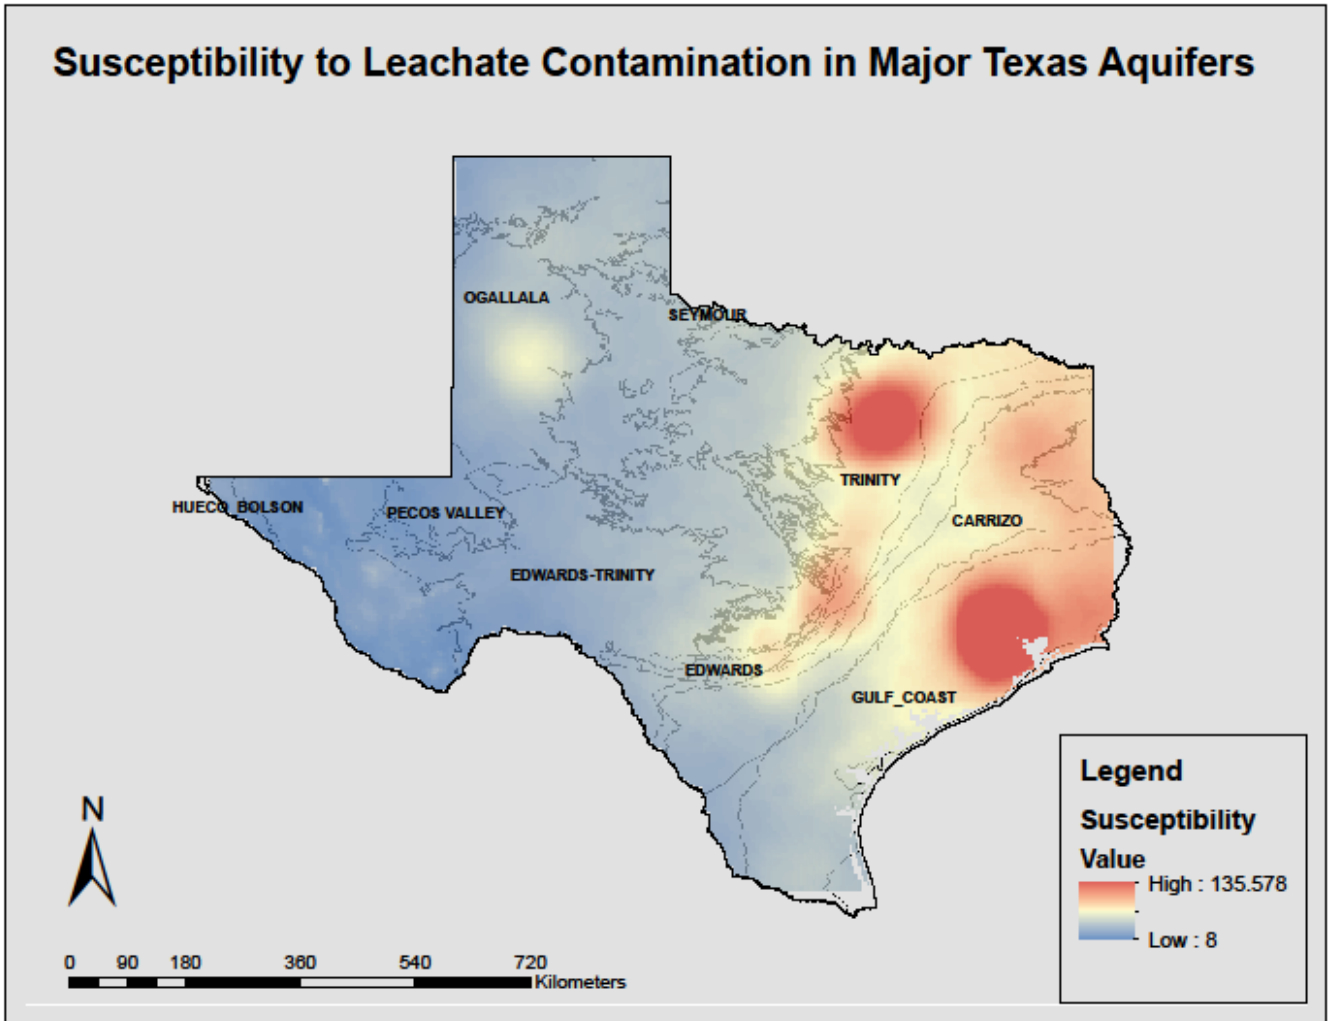 Susceptibility to Leachate Contamination in Major Texas Aquifers
OGALLALA
SEYMOUR
TRINITY
HUECO_BOLSON
PECOS VALLEY
CARRIZO
EDWARDS-TRINITY
EDWARDS
GULF_COAST
Legend
Susceptibility
Value
High : 135.578
Low : 8
N
0 90 180 360 540 720
Kilometers